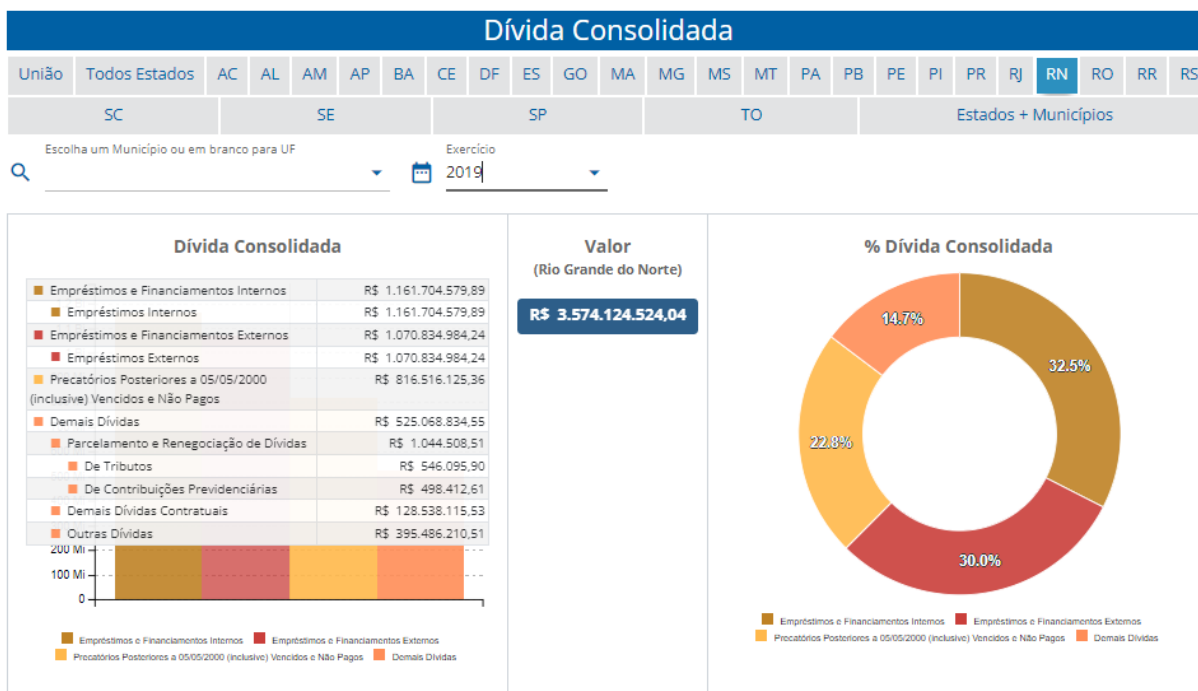 Dívida Consolidada
União Todos Estados AC AL AM AP BA CE DF ES GO MA MG MS MT PA PB PE PI PR RJ RN RO RR RS
SC SE SP TO Estados + Municípios
Escolha um Município ou em branco para UF
Exercício
2019
Dívida Consolidada
Empréstimos e Financiamentos Internos R$ 1.161.704.579,89
Empréstimos Internos R$ 1.161.704.579,89
Empréstimos e Financiamentos Externos R$ 1.070.834.984,24
Empréstimos Externos R$ 1.070.834.984,24
Precatórios Posteriores a 05/05/2000 R$ 816.516.125,36
(inclusive) Vencidos e Não Pagos
Demais Dívidas R$ 525.068.834,55
Parcelamento e Renegociação de Dívidas R$ 1.044.508,51
De Tributos R$ 546.095,90
De Contribuições Previdenciárias R$ 498.412,61
Demais Dívidas Contratuais R$ 128.538.115,53
Outras Dívidas R$ 395.486.210,51
200 Mi
100 Mi
0
Empréstimos e Financiamentos Internos Empréstimos e Financiamentos Externos
Precatórios Posteriores a 05/05/2000 (inclusive) Vencidos e Não Pagos Demais Dívidas
Valor
(Rio Grande do Norte)
R$ 3.574.124.524,04
% Dívida Consolidada
14.7%
32.5%
22.8%
30.0%
Empréstimos e Financiamentos Internos Empréstimos e Financiamentos Externos
Precatórios Posteriores a 05/05/2000 (inclusive) Vencidos e Não Pagos Demais Dívidas